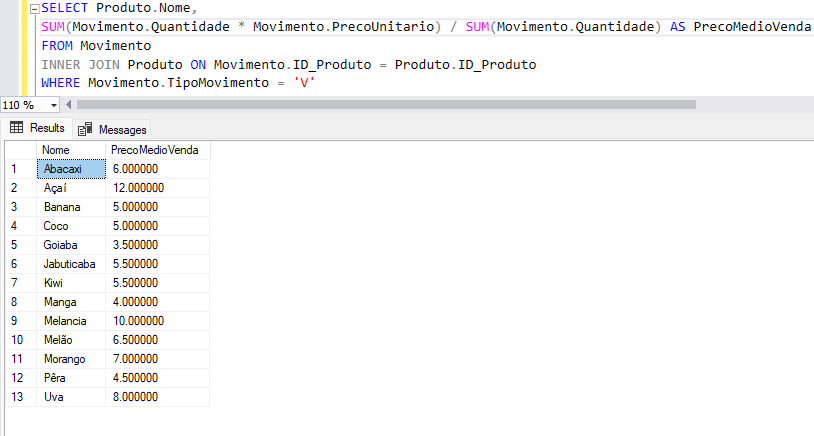 SELECT Produto.Nome,
SUM(Movimento.Quantidade * Movimento.PrecoUnitario) / SUM(Movimento.Quantidade) AS PrecoMedioVenda
FROM Movimento
INNER JOIN Produto ON Movimento.ID_Produto = Produto.ID_Produto
WHERE Movimento.TipoMovimento = 'V'
110 %
Results Messages
Nome PrecoMedioVenda
1 Abacaxi 6.000000
2 Açaí 12.000000
3 Banana 5.000000
4 Coco 5.000000
5 Goiaba 3.500000
6 Jabuticaba 5.500000
7 Kiwi 5.500000
8 Manga 4.000000
9 Melancia 10.000000
10 Melão 6.500000
11 Morango 7.000000
12 Pêra 4.500000
13 Uva 8.000000